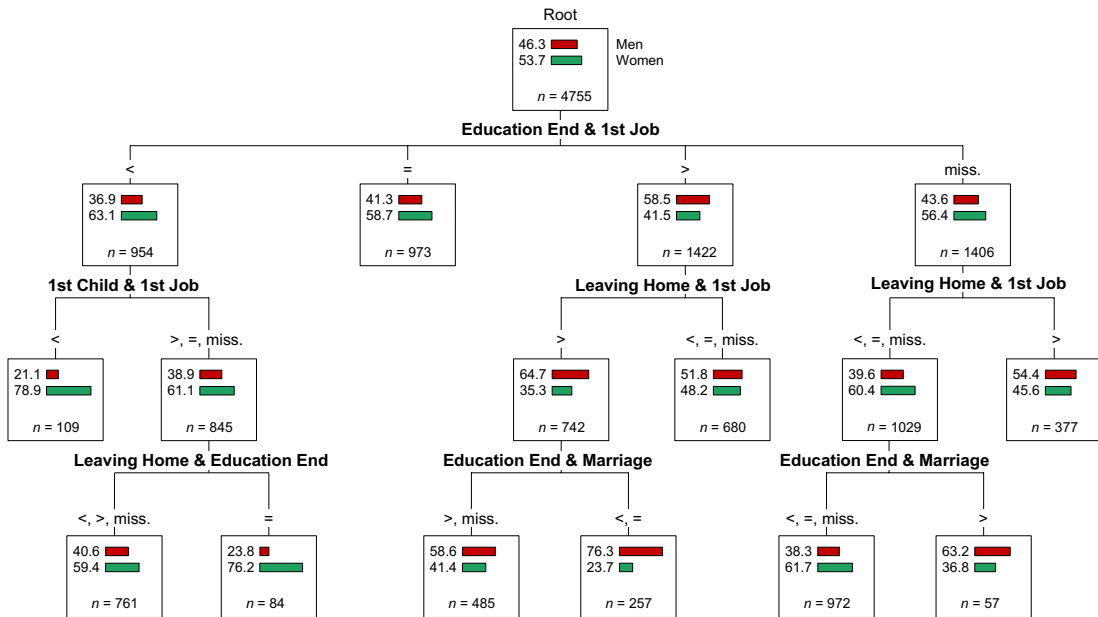 Root
46.3 Men
53.7 Women
n = 4755
Education End & 1st Job
< = > miss.
36.9 41.3 58.5 43.6
63.1 58.7 41.5 56.4
n = 954 n = 973 n = 1422 n = 1406
1st Child & 1st Job Leaving Home & 1st Job Leaving Home & 1st Job
< >, =, miss. > <, =, miss. <, =, miss. >
21.1 38.9 64.7 51.8 39.6 54.4
78.9 61.1 35.3 48.2 60.4 45.6
n = 109 n = 845 n = 742 n = 680 n = 1029 n = 377
Leaving Home & Education End Education End & Marriage Education End & Marriage
<, >, miss. = >, miss. <, = <, =, miss. >
40.6 23.8 58.6 76.3 38.3 63.2
59.4 76.2 41.4 23.7 61.7 36.8
n = 761 n = 84 n = 485 n = 257 n = 972 n = 57